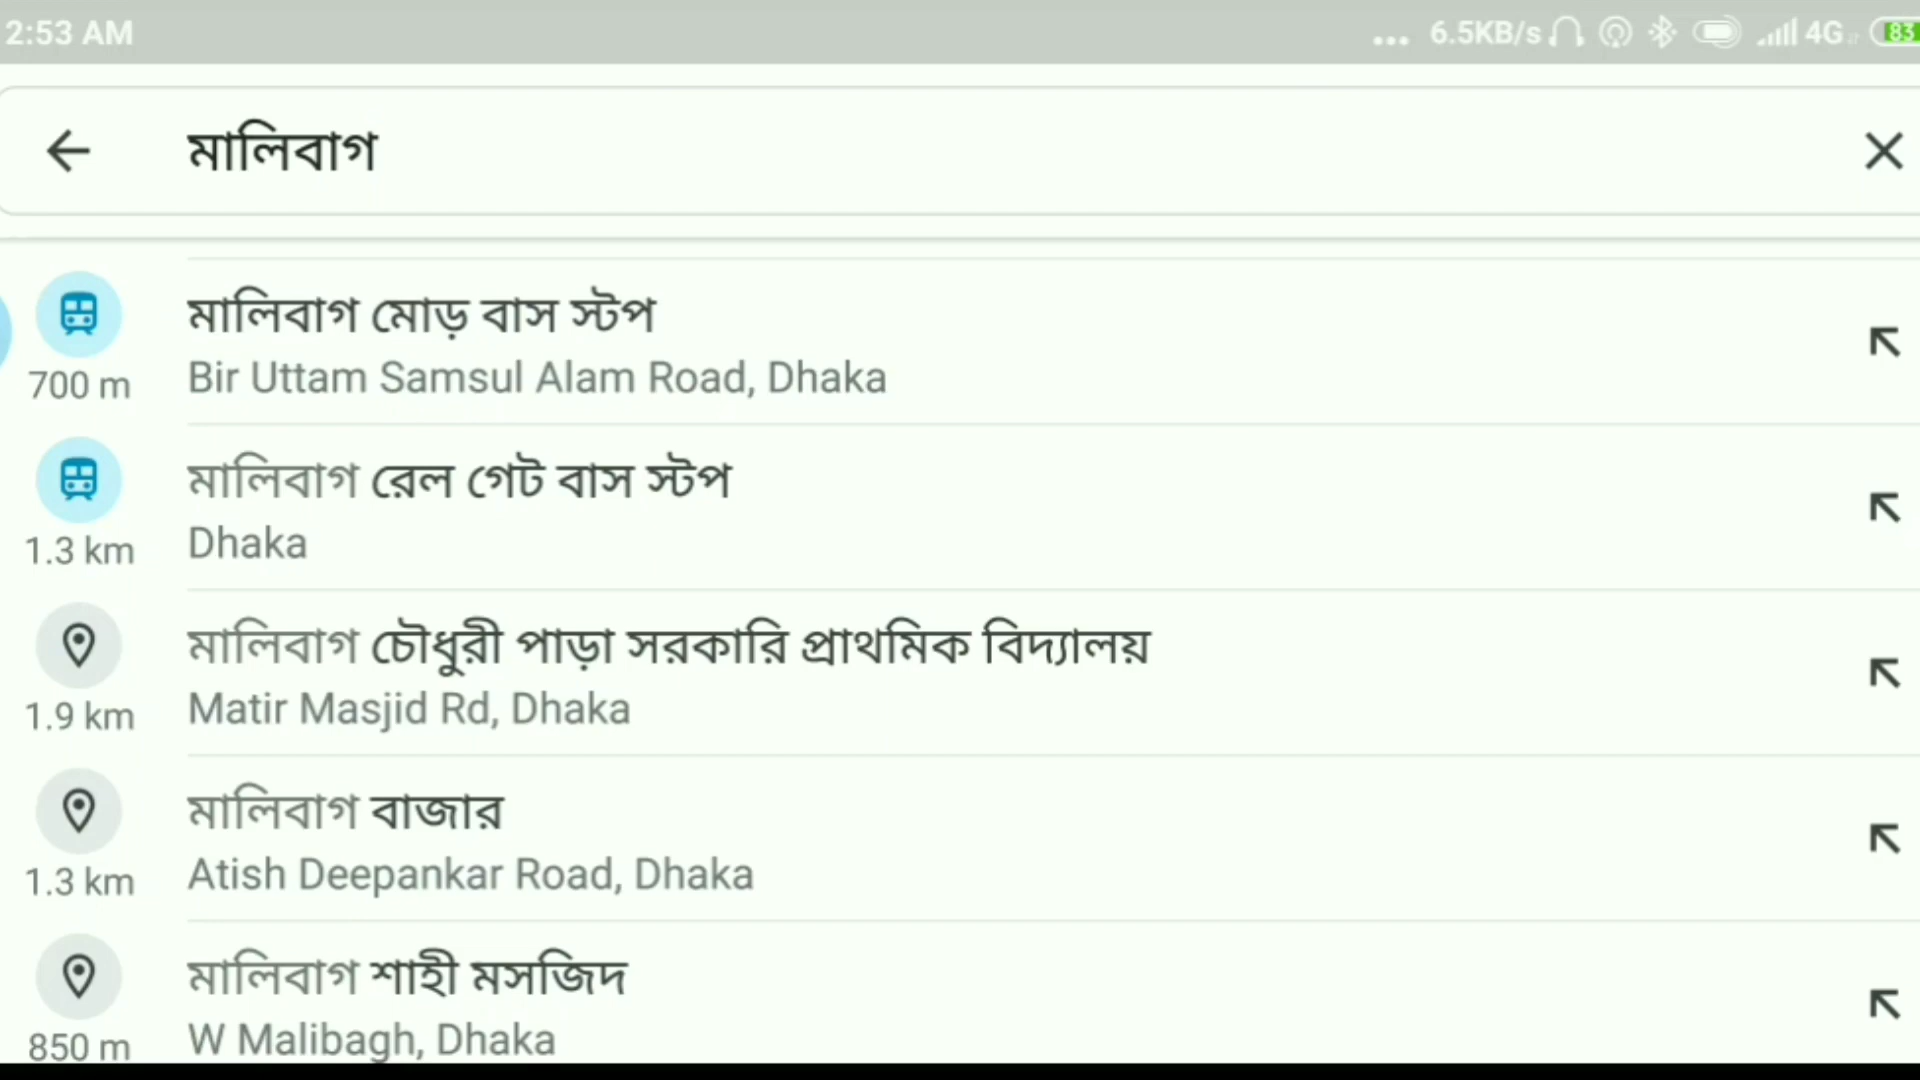 2:53 AM ... 6.5KB/s 4G 83
মালিবাগ
মালিবাগ মোড় বাস স্টপ
700 m Bir Uttam Samsul Alam Road, Dhaka
মালিবাগ রেল গেট বাস স্টপ
1.3 km Dhaka
মালিবাগ চৌধুরী পাড়া সরকারি প্রাথমিক বিদ্যালয়
1.9 km Matir Masjid Rd, Dhaka
মালিবাগ বাজার
1.3 km Atish Deepankar Road, Dhaka
মালিবাগ শাহী মসজিদ
850 m W Malibagh, Dhaka